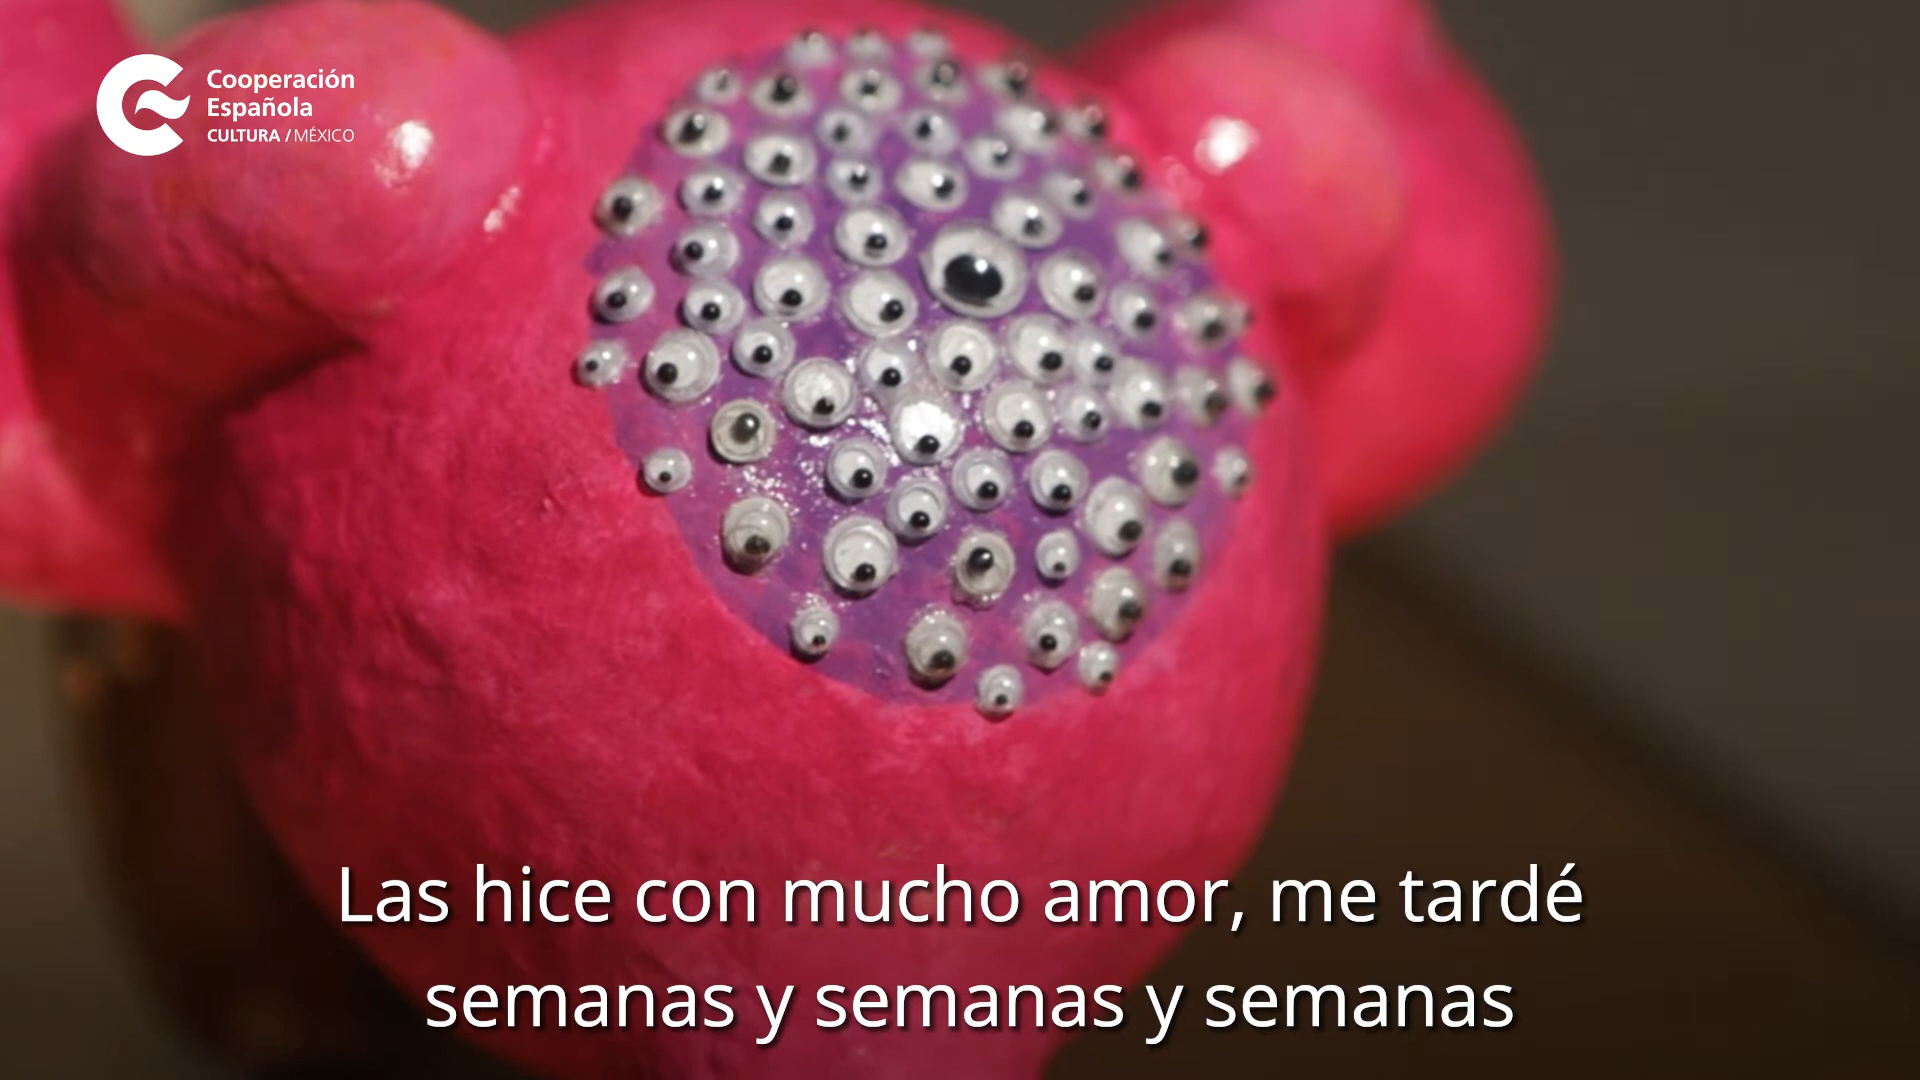 Cooperación
Española
CULTURA / MÉXICO
Las hice con mucho amor, me tardé
semanas y semanas y semanas